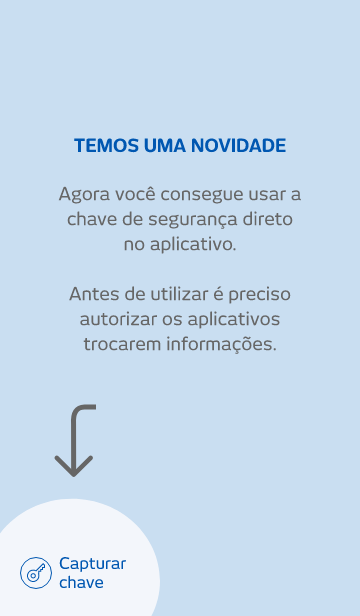 TEMOS UMA NOVIDADE
Agora você consegue usar a
chave de segurança direto
no aplicativo.
Antes de utilizar é preciso
autorizar os aplicativos
trocarem informações.
Capturar
chave